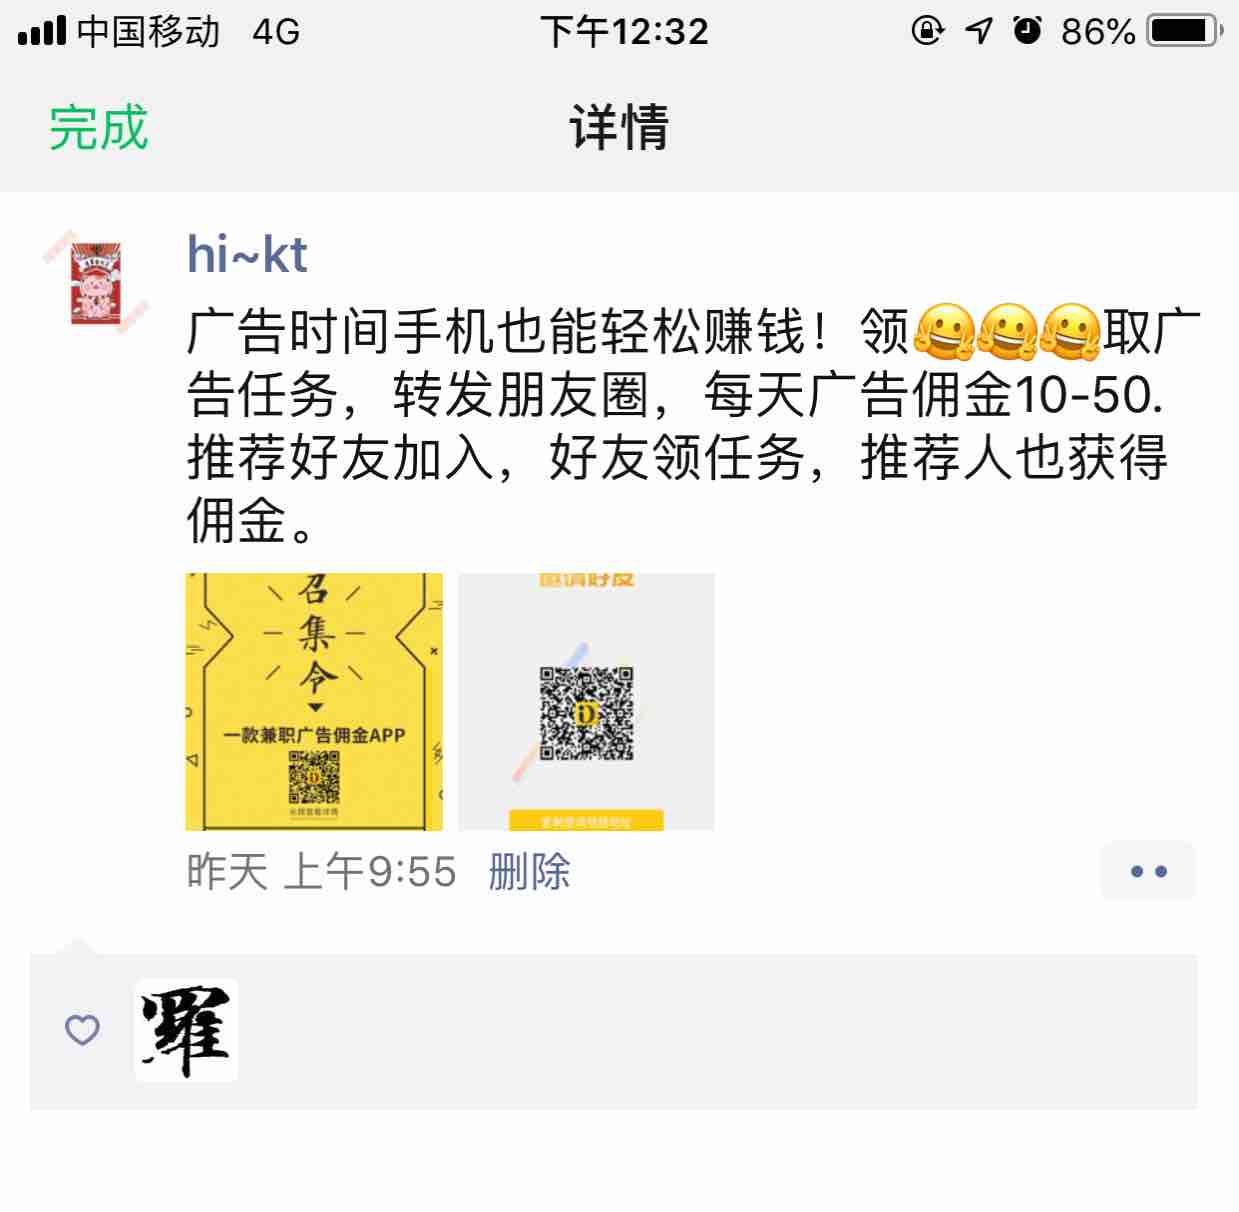 中国移动 4G 下午12:32 86%
完成 详情
hi~kt
广告时间手机也能轻松赚钱！领🤗🤗🤗取广
告任务，转发朋友圈，每天广告佣金10-50.
推荐好友加入，好友领任务，推荐人也获得
佣金。
召
集
令
一款兼职广告佣金APP
邀请好友
昨天 上午9:55 删除
羅